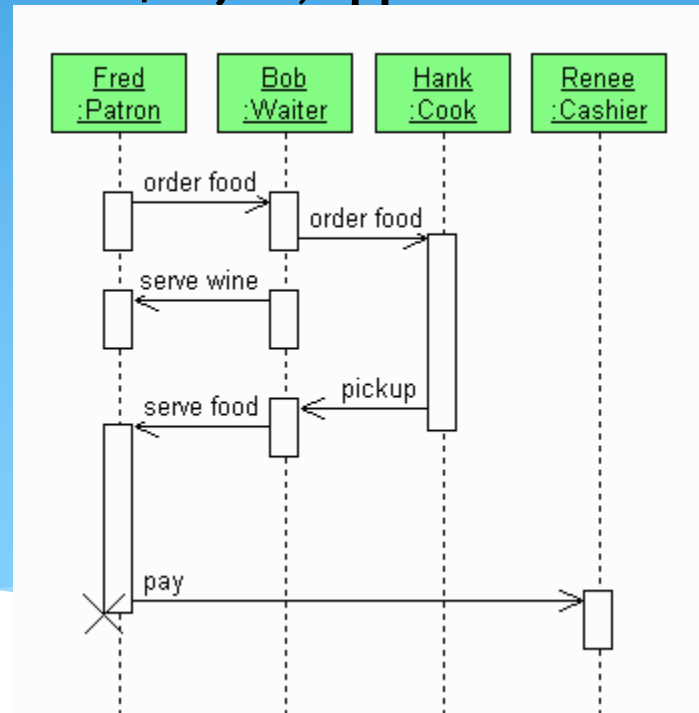 Fred
:Patron
Bob
:Waiter
Hank
:Cook
Renee
:Cashier
order food
order food
serve wine
pickup
serve food
pay